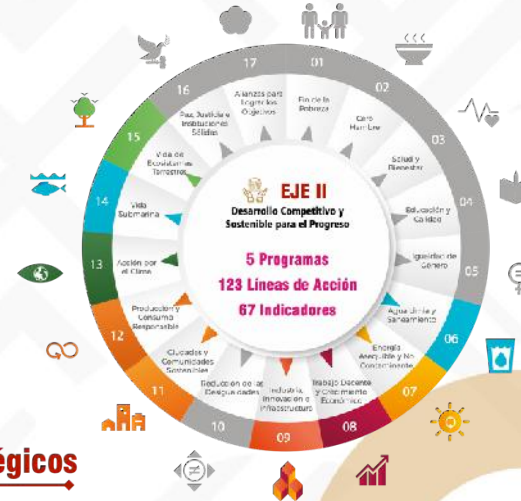 17
Alianzas para
Lograr los
Objetivos
01
Fin de la
Pobreza
02
Cero
Hambre
03
Salud y
Bienestar
04
Educación y
Calidad
05
Igualdad de
Género
06
Agua Limpia y
Saneamiento
07
Energía
Asequible y No
Contaminante
08
Trabajo Decente
y Crecimiento
Económico
09
Industria,
Innovación e
Infraestructura
10
Reducción de las
Desigualdades
11
Ciudades y
Comunidades
Sostenibles
12
Producción y
Consumo
Responsable
13
Acción por
el Clima
14
Vida
Submarina
15
Vida de
Ecosistemas
Terrestres
16
Paz, Justicia e
Instituciones
Sólidas
EJE II
Desarrollo Competitivo y
Sostenible para el Progreso
5 Programas
123 Líneas de Acción
67 Indicadores
égicos